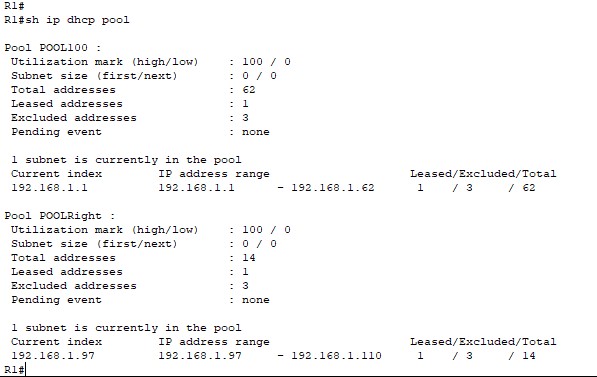 R1#
R1#sh ip dhcp pool
Pool POOL100 :
Utilization mark (high/low) : 100 / 0
Subnet size (first/next) : 0 / 0
Total addresses : 62
Leased addresses : 1
Excluded addresses : 3
Pending event : none
1 subnet is currently in the pool
Current index IP address range Leased/Excluded/Total
192.168.1.1 192.168.1.1 - 192.168.1.62 1 / 3 / 62
Pool POOLRight :
Utilization mark (high/low) : 100 / 0
Subnet size (first/next) : 0 / 0
Total addresses : 14
Leased addresses : 1
Excluded addresses : 3
Pending event : none
1 subnet is currently in the pool
Current index IP address range Leased/Excluded/Total
192.168.1.97 192.168.1.97 - 192.168.1.110 1 / 3 / 14
R1#